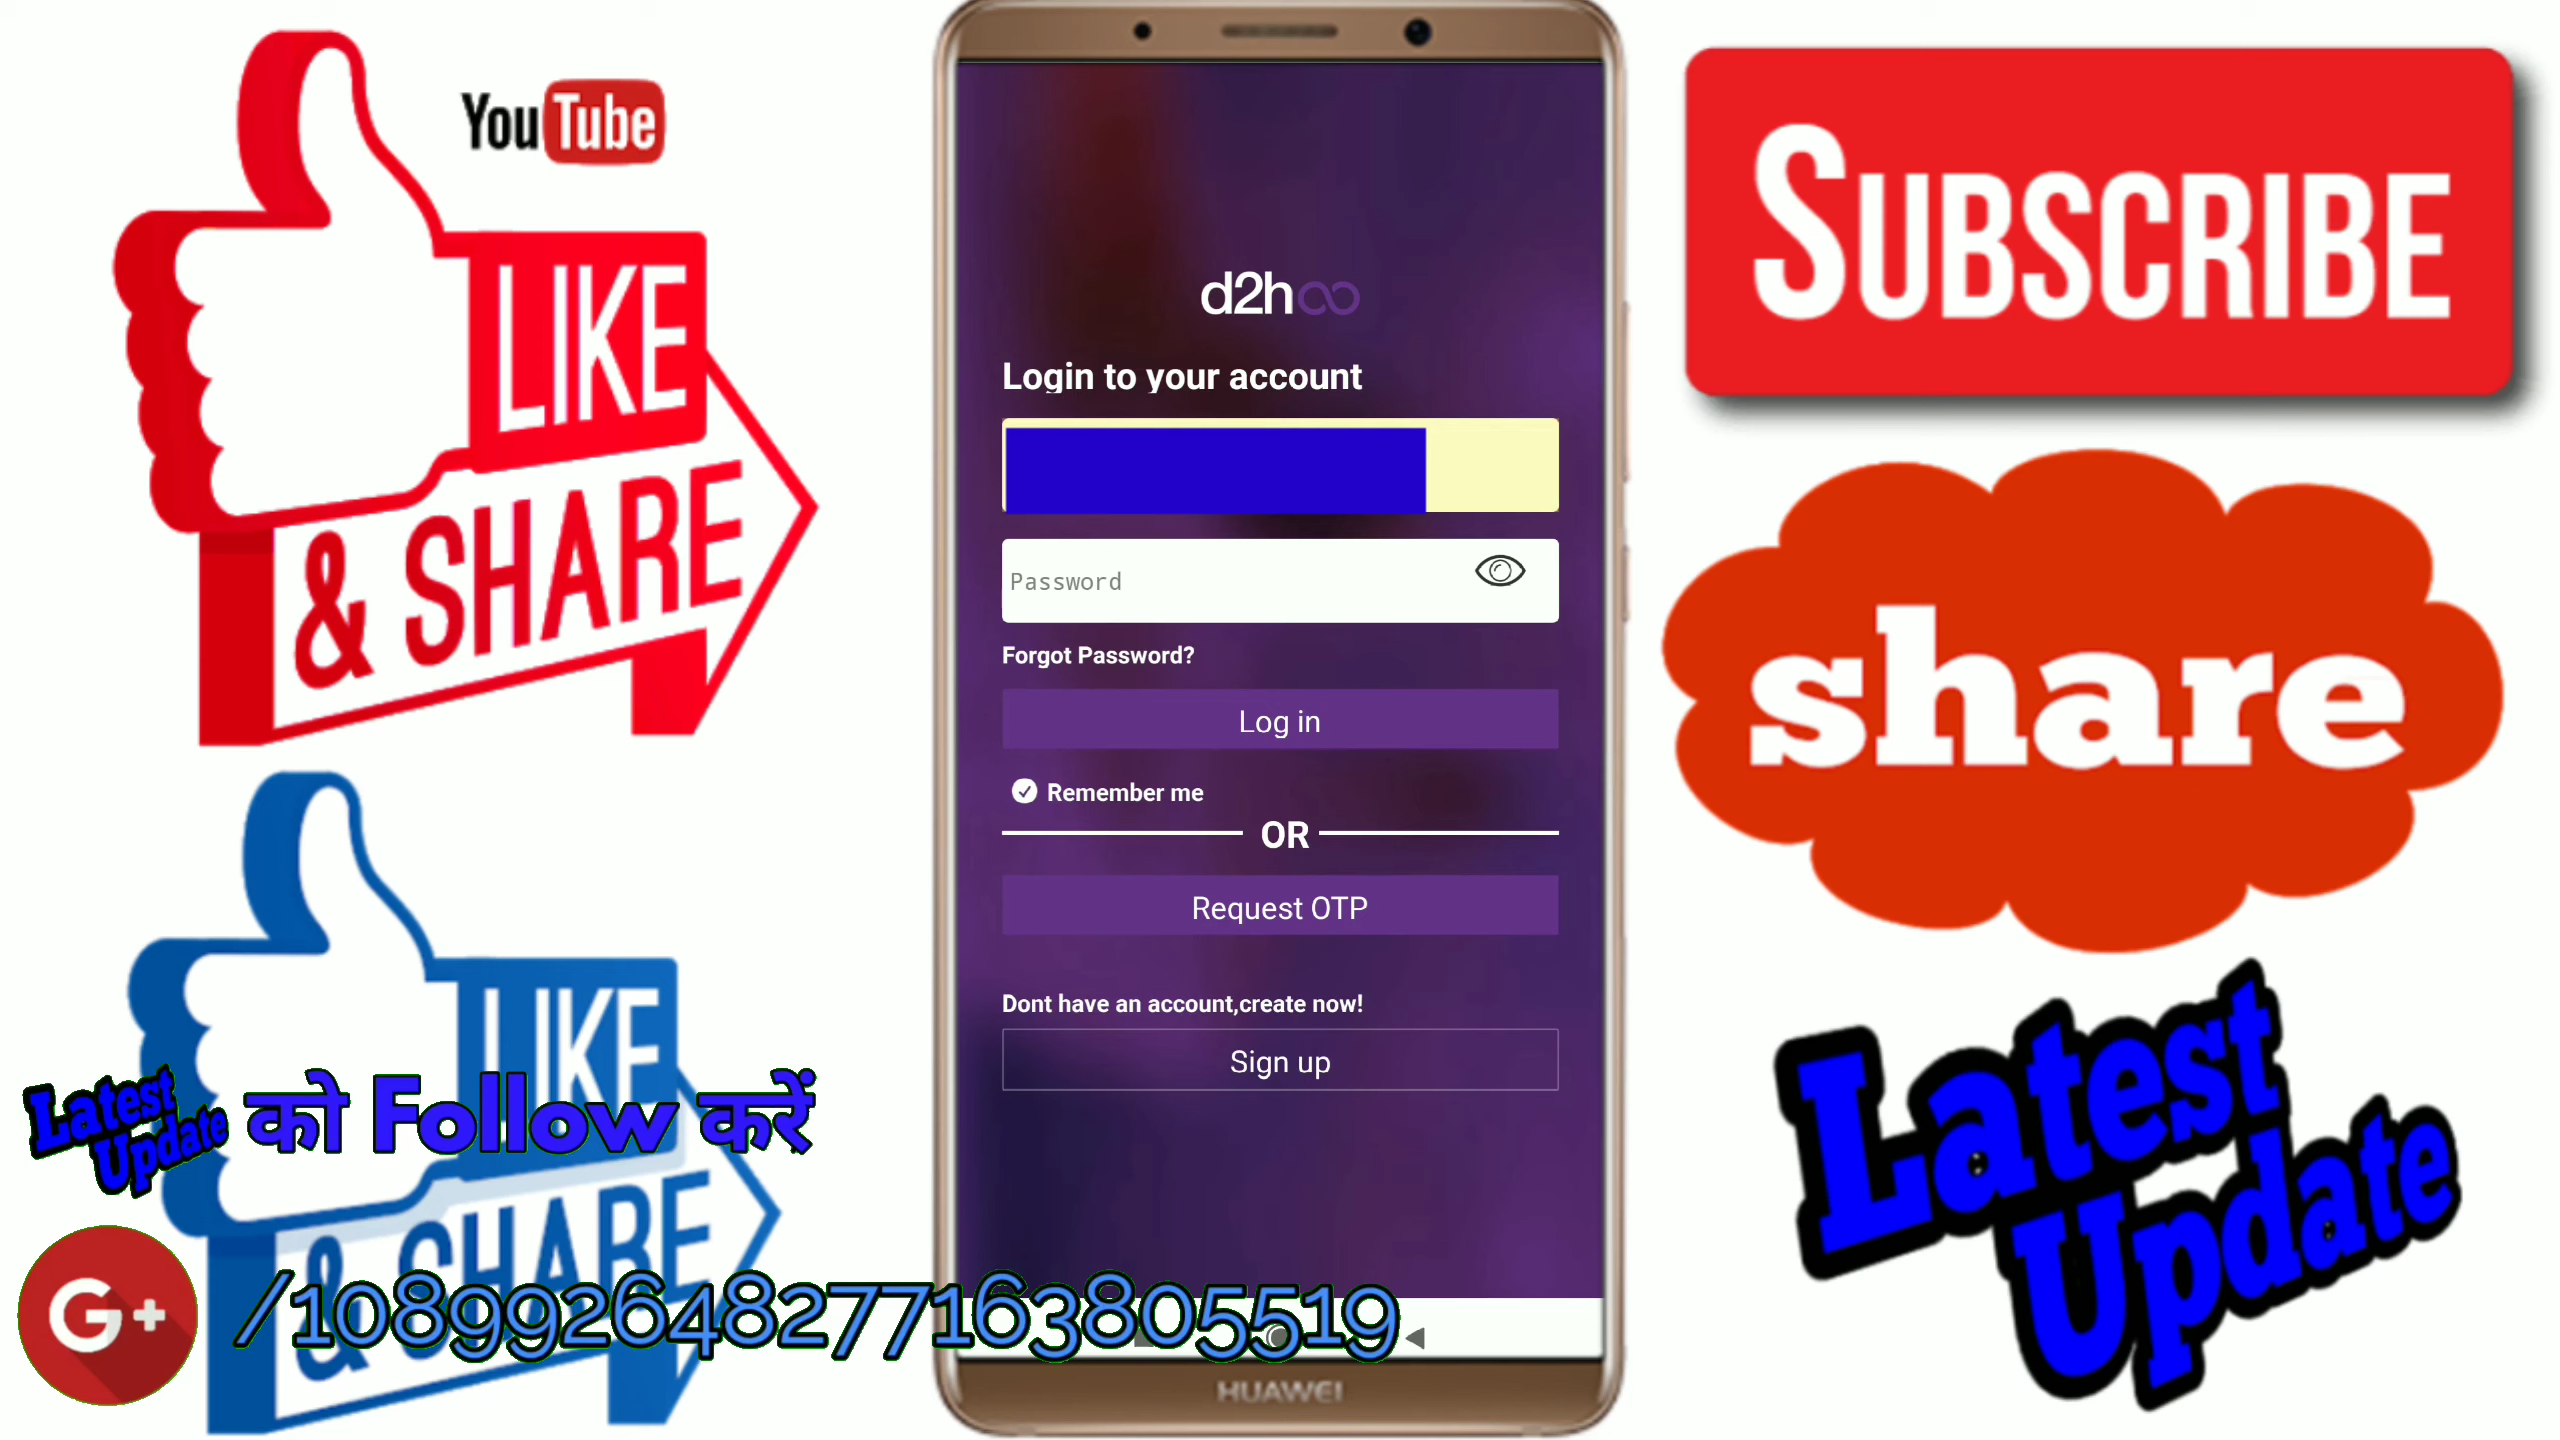 YouTube
LIKE
& SHARE
LIKE
& SHARE
Latest
Update
को Follow करें
G+
/108992648277163805519
d2h
Login to your account
Password
Forgot Password?
Log in
Remember me
OR
Request OTP
Dont have an account,create now!
Sign up
HUAWEI
SUBSCRIBE
share
Latest
Update